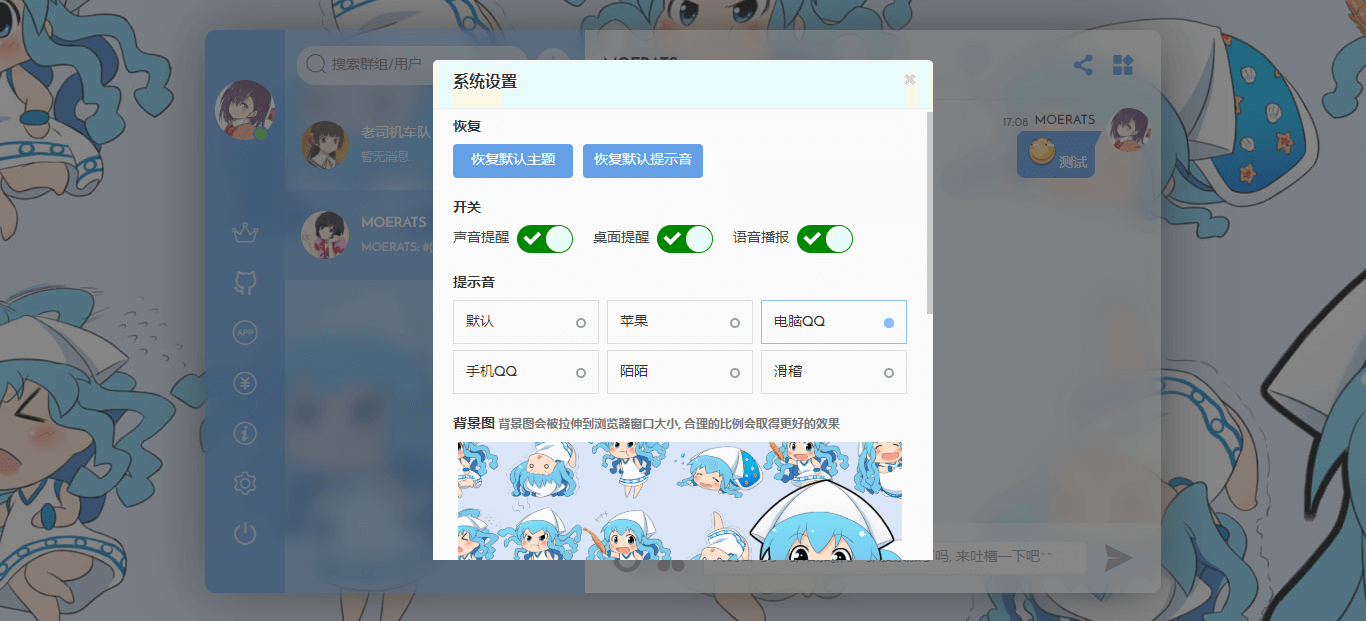 搜索群组/用户
老司机车队
暂无消息
MOERATS
MOERATS: #(
APP
系统设置
恢复
恢复默认主题 恢复默认提示音
开关
声音提醒 桌面提醒 语音播报
提示音
默认 苹果 电脑QQ
手机QQ 陌陌 滑稽
背景图 背景图会被拉伸到浏览器窗口大小, 合理的比例会取得更好的效果
17:08 MOERATS
测试
吗, 来吐槽一下吧~~